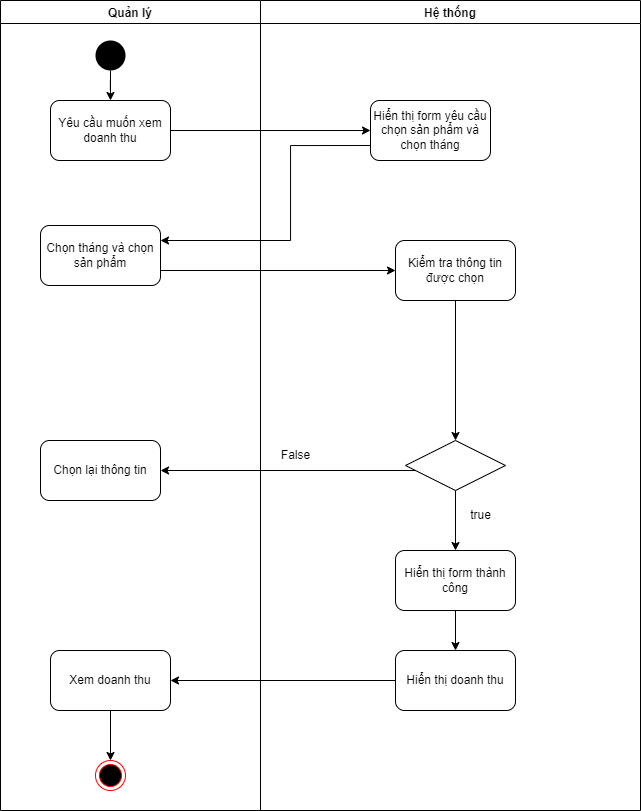 Quản lý
Hệ thống
Yêu cầu muốn xem
doanh thu
Hiển thị form yêu cầu
chọn sản phẩm và
chọn tháng
Chọn tháng và chọn
sản phẩm
Kiểm tra thông tin
được chọn
False
Chọn lại thông tin
true
Hiển thị form thành
công
Xem doanh thu
Hiển thị doanh thu